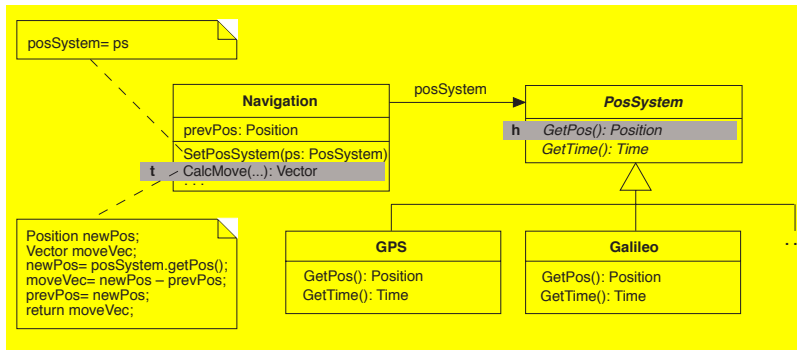 posSystem= ps
Navigation
prevPos: Position
SetPosSystem(ps: PosSystem)
t CalcMove(...): Vector
. . .
posSystem
PosSystem
h GetPos(): Position
GetTime(): Time
Position newPos;
Vector moveVec;
newPos= posSystem.getPos();
moveVec= newPos – prevPos;
prevPos= newPos;
return moveVec;
GPS
GetPos(): Position
GetTime(): Time
Galileo
GetPos(): Position
GetTime(): Time
. .